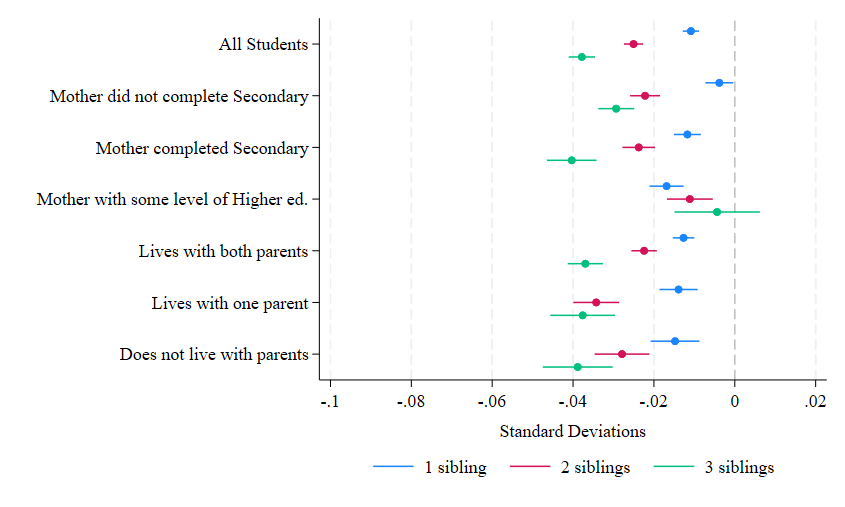 All Students
Mother did not complete Secondary
Mother completed Secondary
Mother with some level of Higher ed.
Lives with both parents
Lives with one parent
Does not live with parents
-.1 -.08 -.06 -.04 -.02 0 .02
Standard Deviations
1 sibling 2 siblings 3 siblings